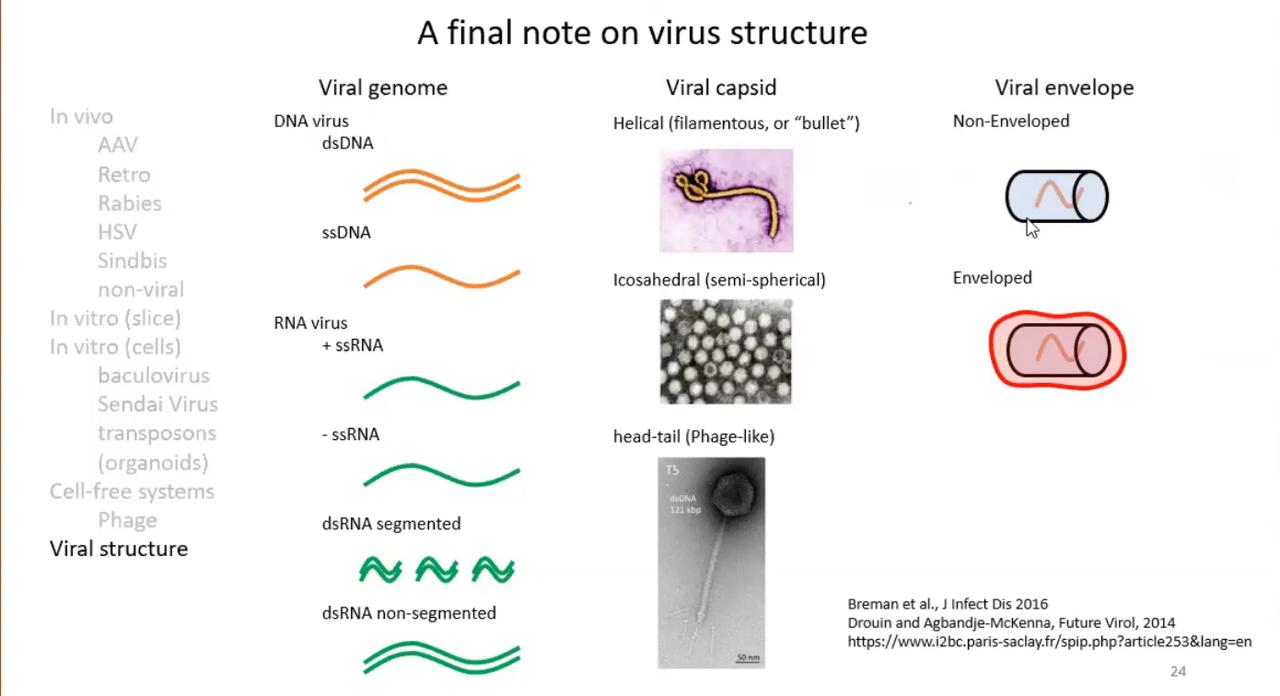 A final note on virus structure
In vivo
AAV
Retro
Rabies
HSV
Sindbis
non-viral
In vitro (slice)
In vitro (cells)
baculovirus
Sendai Virus
transposons
(organoids)
Cell-free systems
Phage
Viral structure
Viral genome
DNA virus
dsDNA
ssDNA
RNA virus
+ ssRNA
- ssRNA
dsRNA segmented
dsRNA non-segmented
Viral capsid
Helical (filamentous, or “bullet”)
Icosahedral (semi-spherical)
head-tail (Phage-like)
T5
dsDNA
121 kbp
50 nm
Viral envelope
Non-Enveloped
Enveloped
Breman et al., J Infect Dis 2016
Drouin and Agbandje-McKenna, Future Virol, 2014
https://www.i2bc.paris-saclay.fr/spip.php?article253&lang=en
24